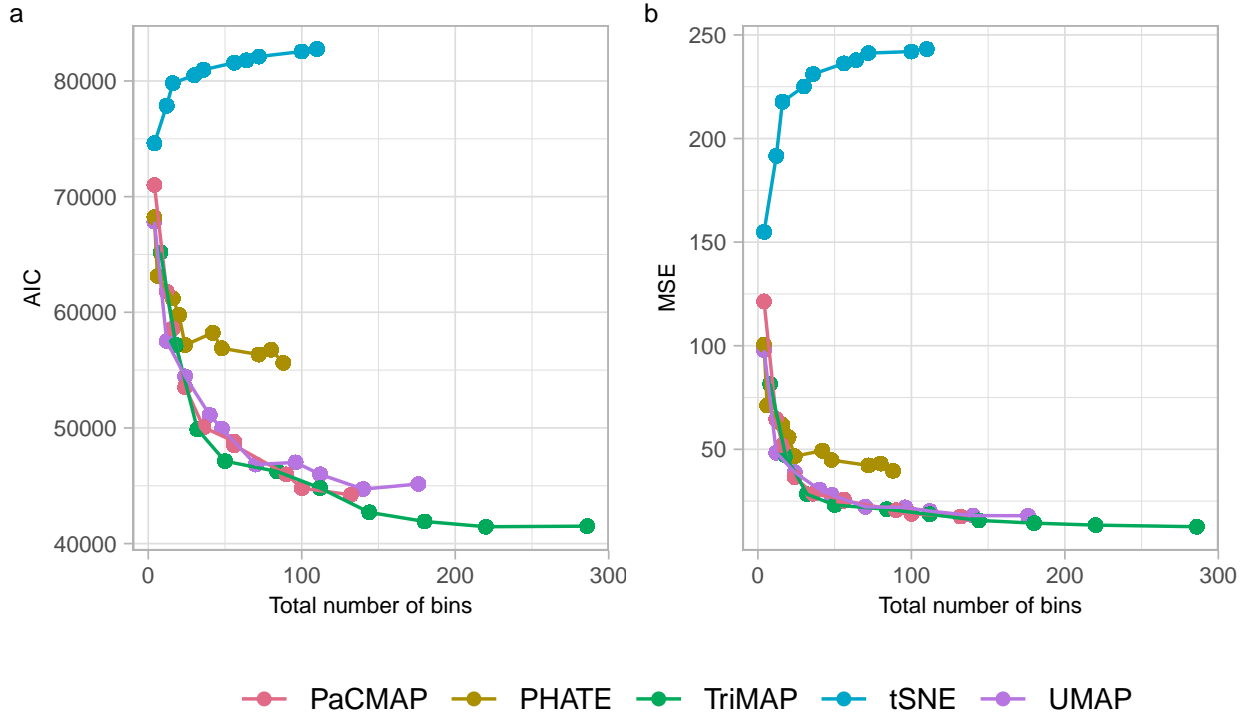 a
80000
70000
60000
50000
40000
AIC
0 100 200 300
Total number of bins
b
250
200
150
100
50
MSE
0 100 200 300
Total number of bins
PaCMAP PHATE TriMAP tSNE UMAP